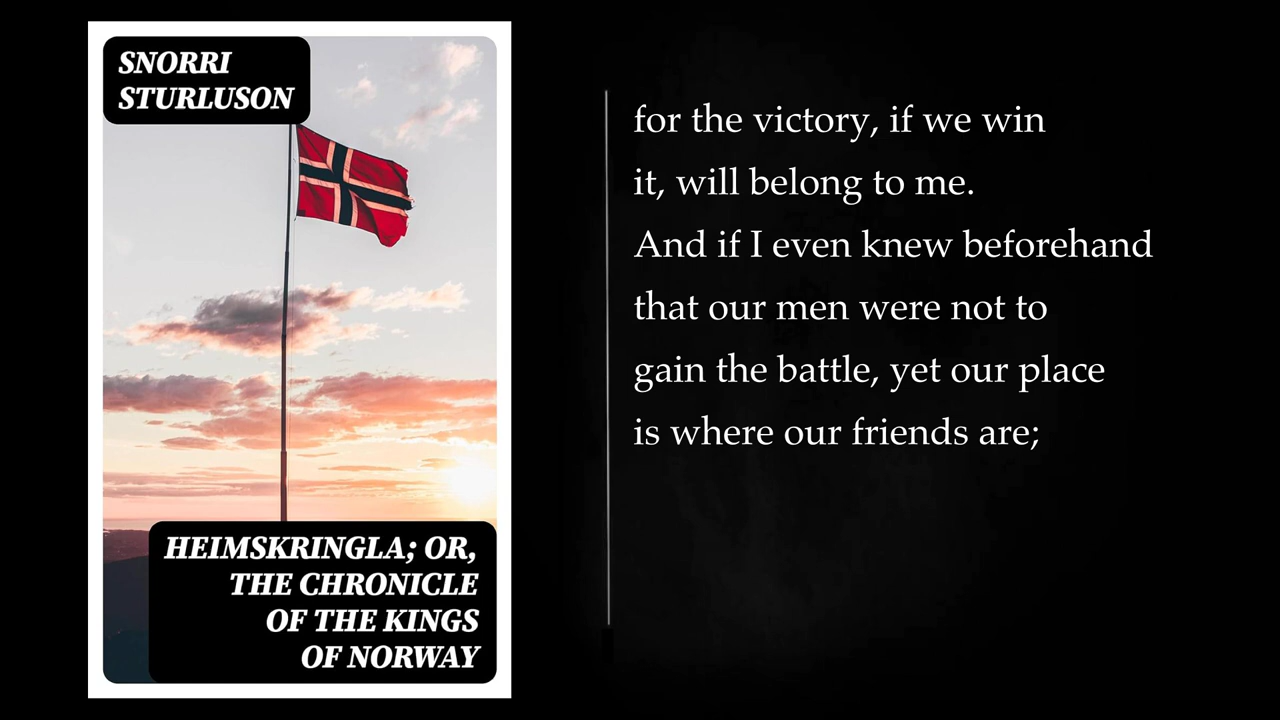 SNORRI
STURLUSON
HEIMSKRINGLA; OR,
THE CHRONICLE
OF THE KINGS
OF NORWAY
for the victory, if we win
it, will belong to me.
And if I even knew beforehand
that our men were not to
gain the battle, yet our place
is where our friends are;